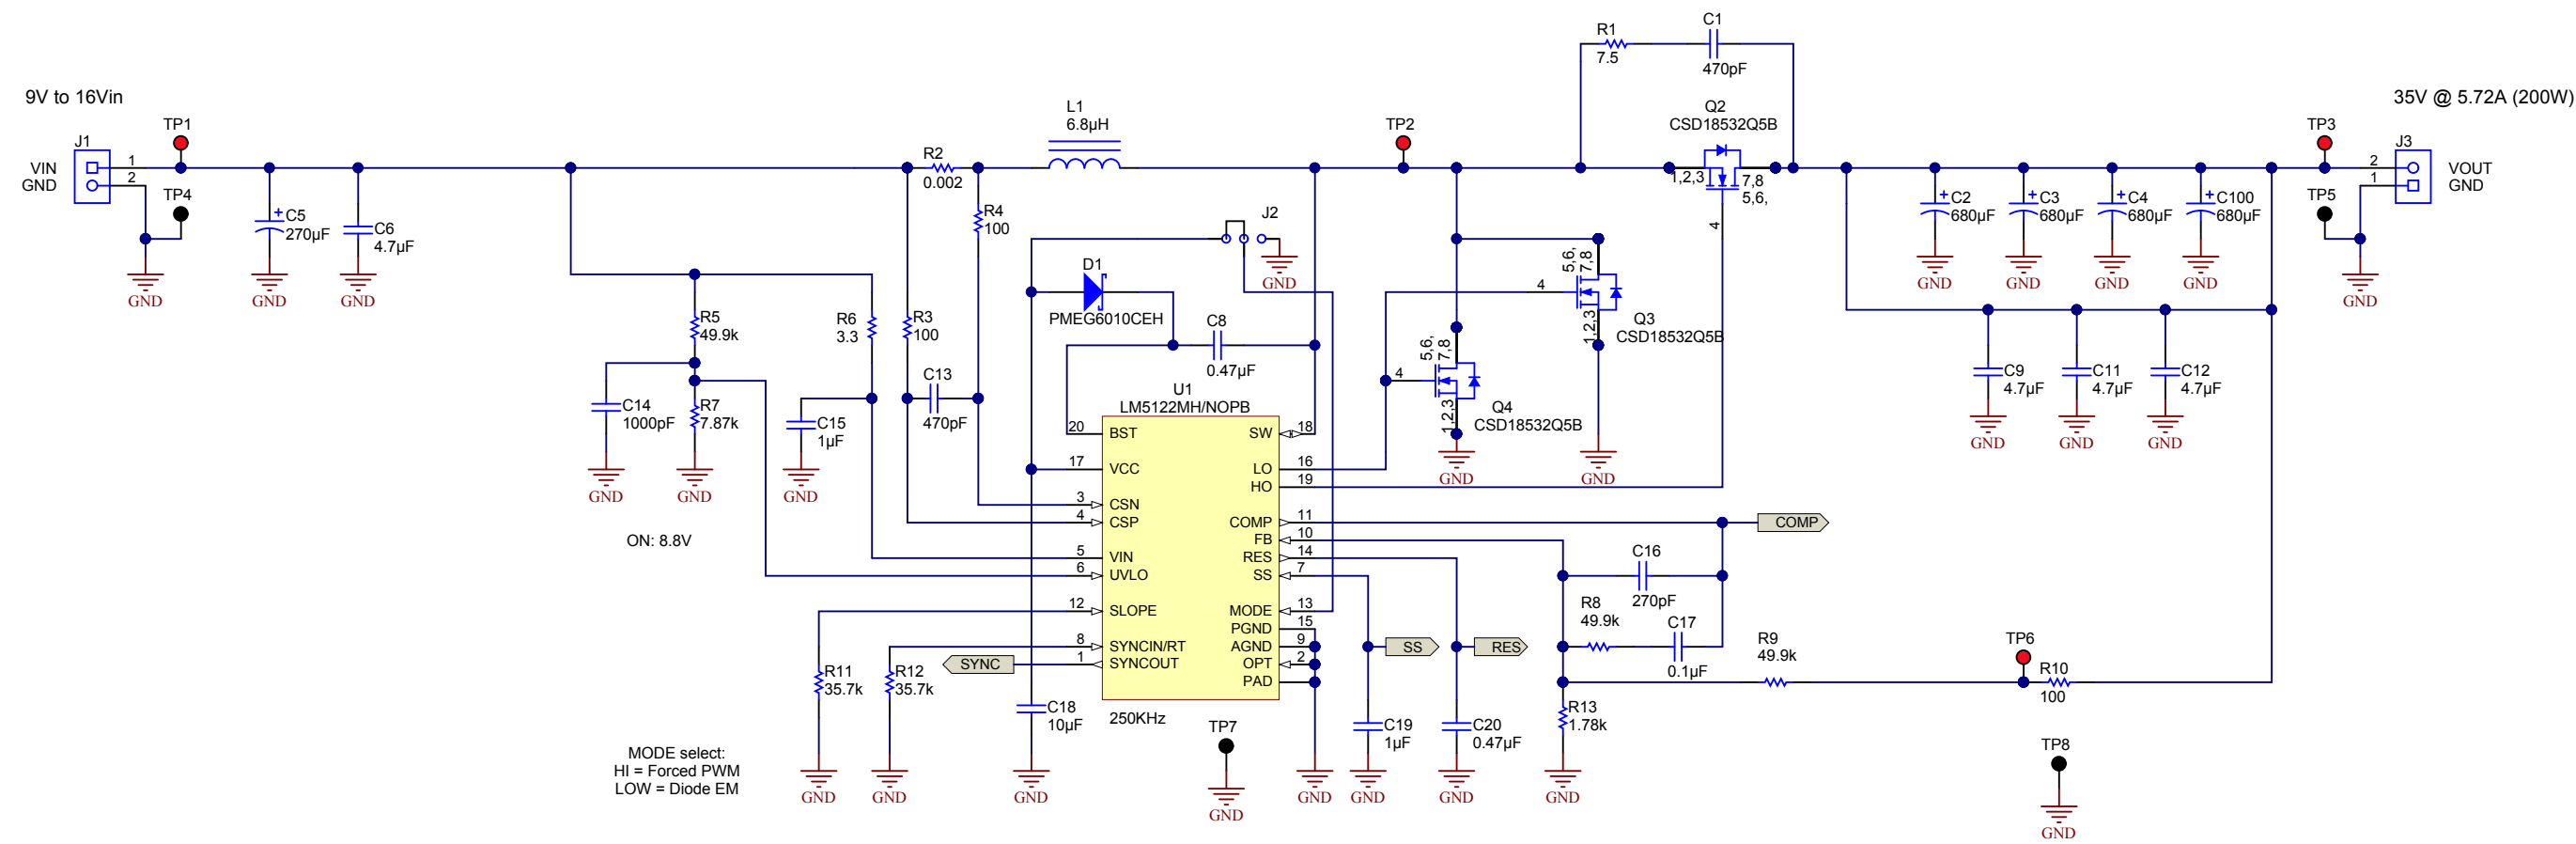 R1
7.5
C1
470pF
9V to 16Vin
35V @ 5.72A (200W)
J1
VIN
GND
1
2
TP1
TP4
GND
C5
270µF
GND
C6
4.7µF
GND
R2
0.002
L1
6.8µH
R4
100
TP2
Q2
CSD18532Q5B
1,2,3
7,8
5,6,
4
C2
680µF
GND
C3
680µF
GND
C4
680µF
GND
C100
680µF
GND
TP3
TP5
J3
2
1
VOUT
GND
GND
J2
GND
D1
PMEG6010CEH
C8
0.47µF
R5
49.9k
R6
3.3
R3
100
C14
1000pF
GND
R7
7.87k
GND
C15
1µF
GND
C13
470pF
ON: 8.8V
5,6,
7,8
4
1,2,3
Q3
CSD18532Q5B
GND
5,6,
7,8
4
1,2,3
Q4
CSD18532Q5B
GND
C9
4.7µF
GND
C11
4.7µF
GND
C12
4.7µF
GND
U1
LM5122MH/NOPB
20 BST
17 VCC
3 CSN
4 CSP
5 VIN
6 UVLO
12 SLOPE
8 SYNCIN/RT
1 SYNCOUT
SW 18
LO 16
HO 19
COMP 11
FB 10
RES 14
SS 7
MODE 13
PGND 15
AGND 9
OPT 2
PAD
250KHz
SYNC
COMP
SS
RES
R11
35.7k
GND
R12
35.7k
GND
C18
10µF
GND
TP7
GND
GND
C19
1µF
GND
C20
0.47µF
GND
C16
270pF
R8
49.9k
C17
0.1µF
R13
1.78k
GND
R9
49.9k
TP6
R10
100
TP8
GND
MODE select:
HI = Forced PWM
LOW = Diode EM